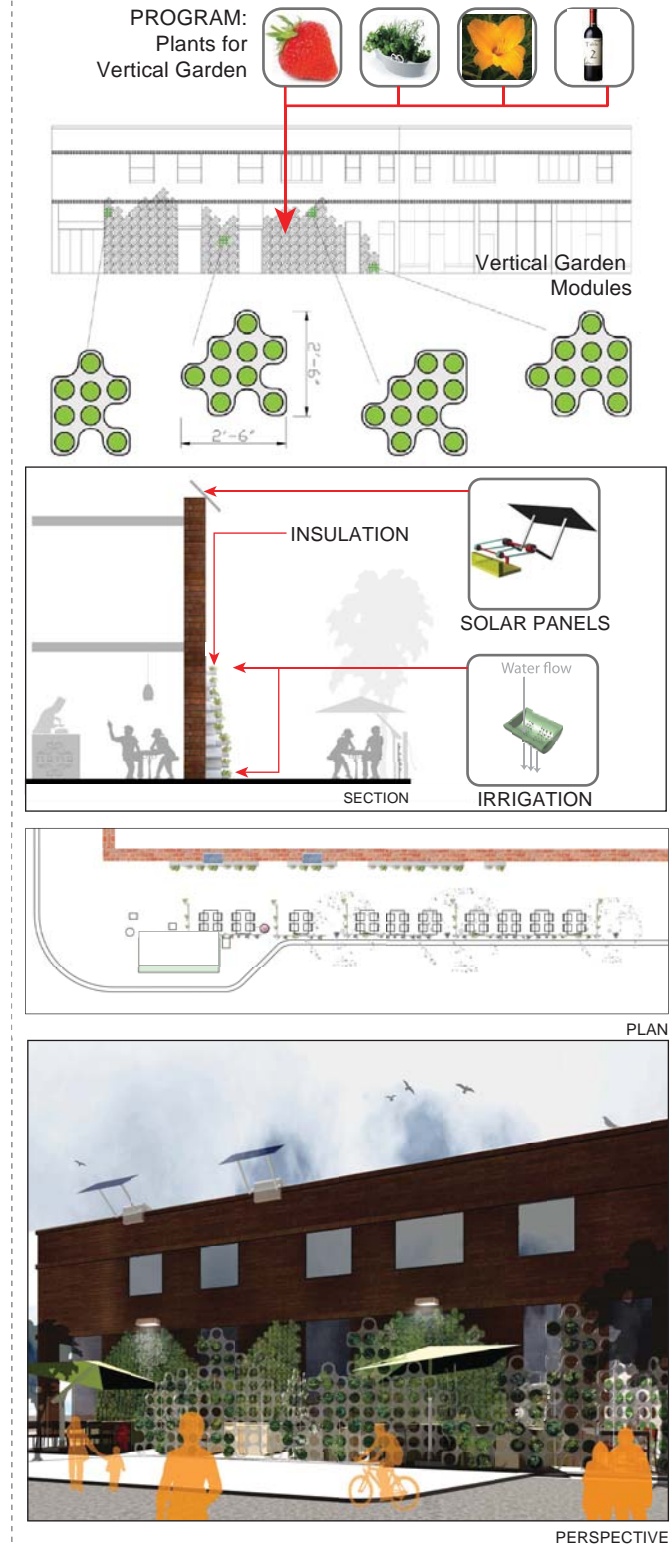 PROGRAM:
Plants for
Vertical Garden
2
Vertical Garden
Modules
2'-6"
2'-6"
INSULATION
SOLAR PANELS
Water flow
SECTION
IRRIGATION
PLAN
PERSPECTIVE